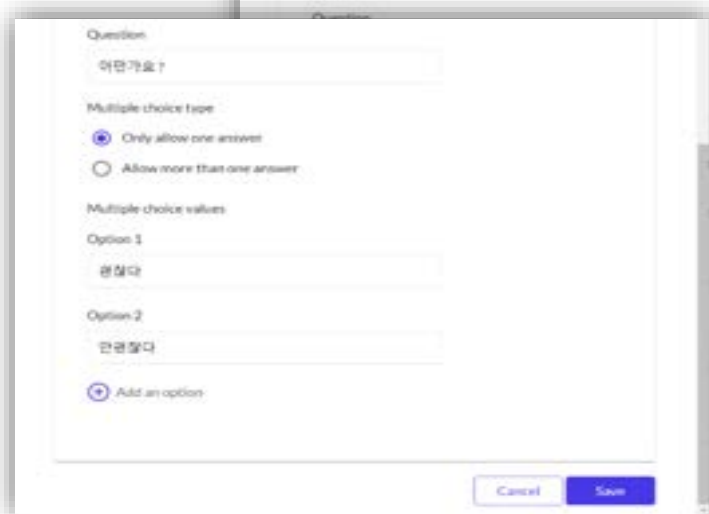 Question
Question
어떤가요?
Multiple choice type
Only allow one answer
Allow more than one answer
Multiple choice values
Option 1
괜찮다
Option 2
안괜찮다
Add an option
Cancel
Save